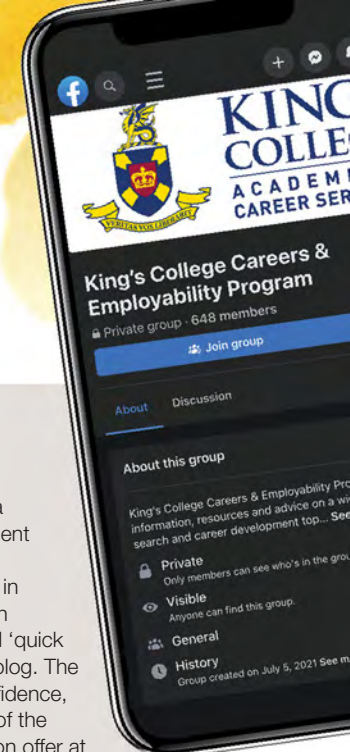 KING
COLLE
ACADEM
CAREER SER
VERITAS VOS LIBERABIT
King's College Careers &
Employability Program
Private group · 648 members
Join group
About
Discussion
About this group
King's College Careers & Employability Pro
information, resources and advice on a wi
search and career development top... See
Private
Only members can see who's in the grou
Visible
Anyone can find this group.
General
History
Group created on July 5, 2021 See m
a
ent
in
n
l 'quick
blog. The
fidence,
of the
on offer at